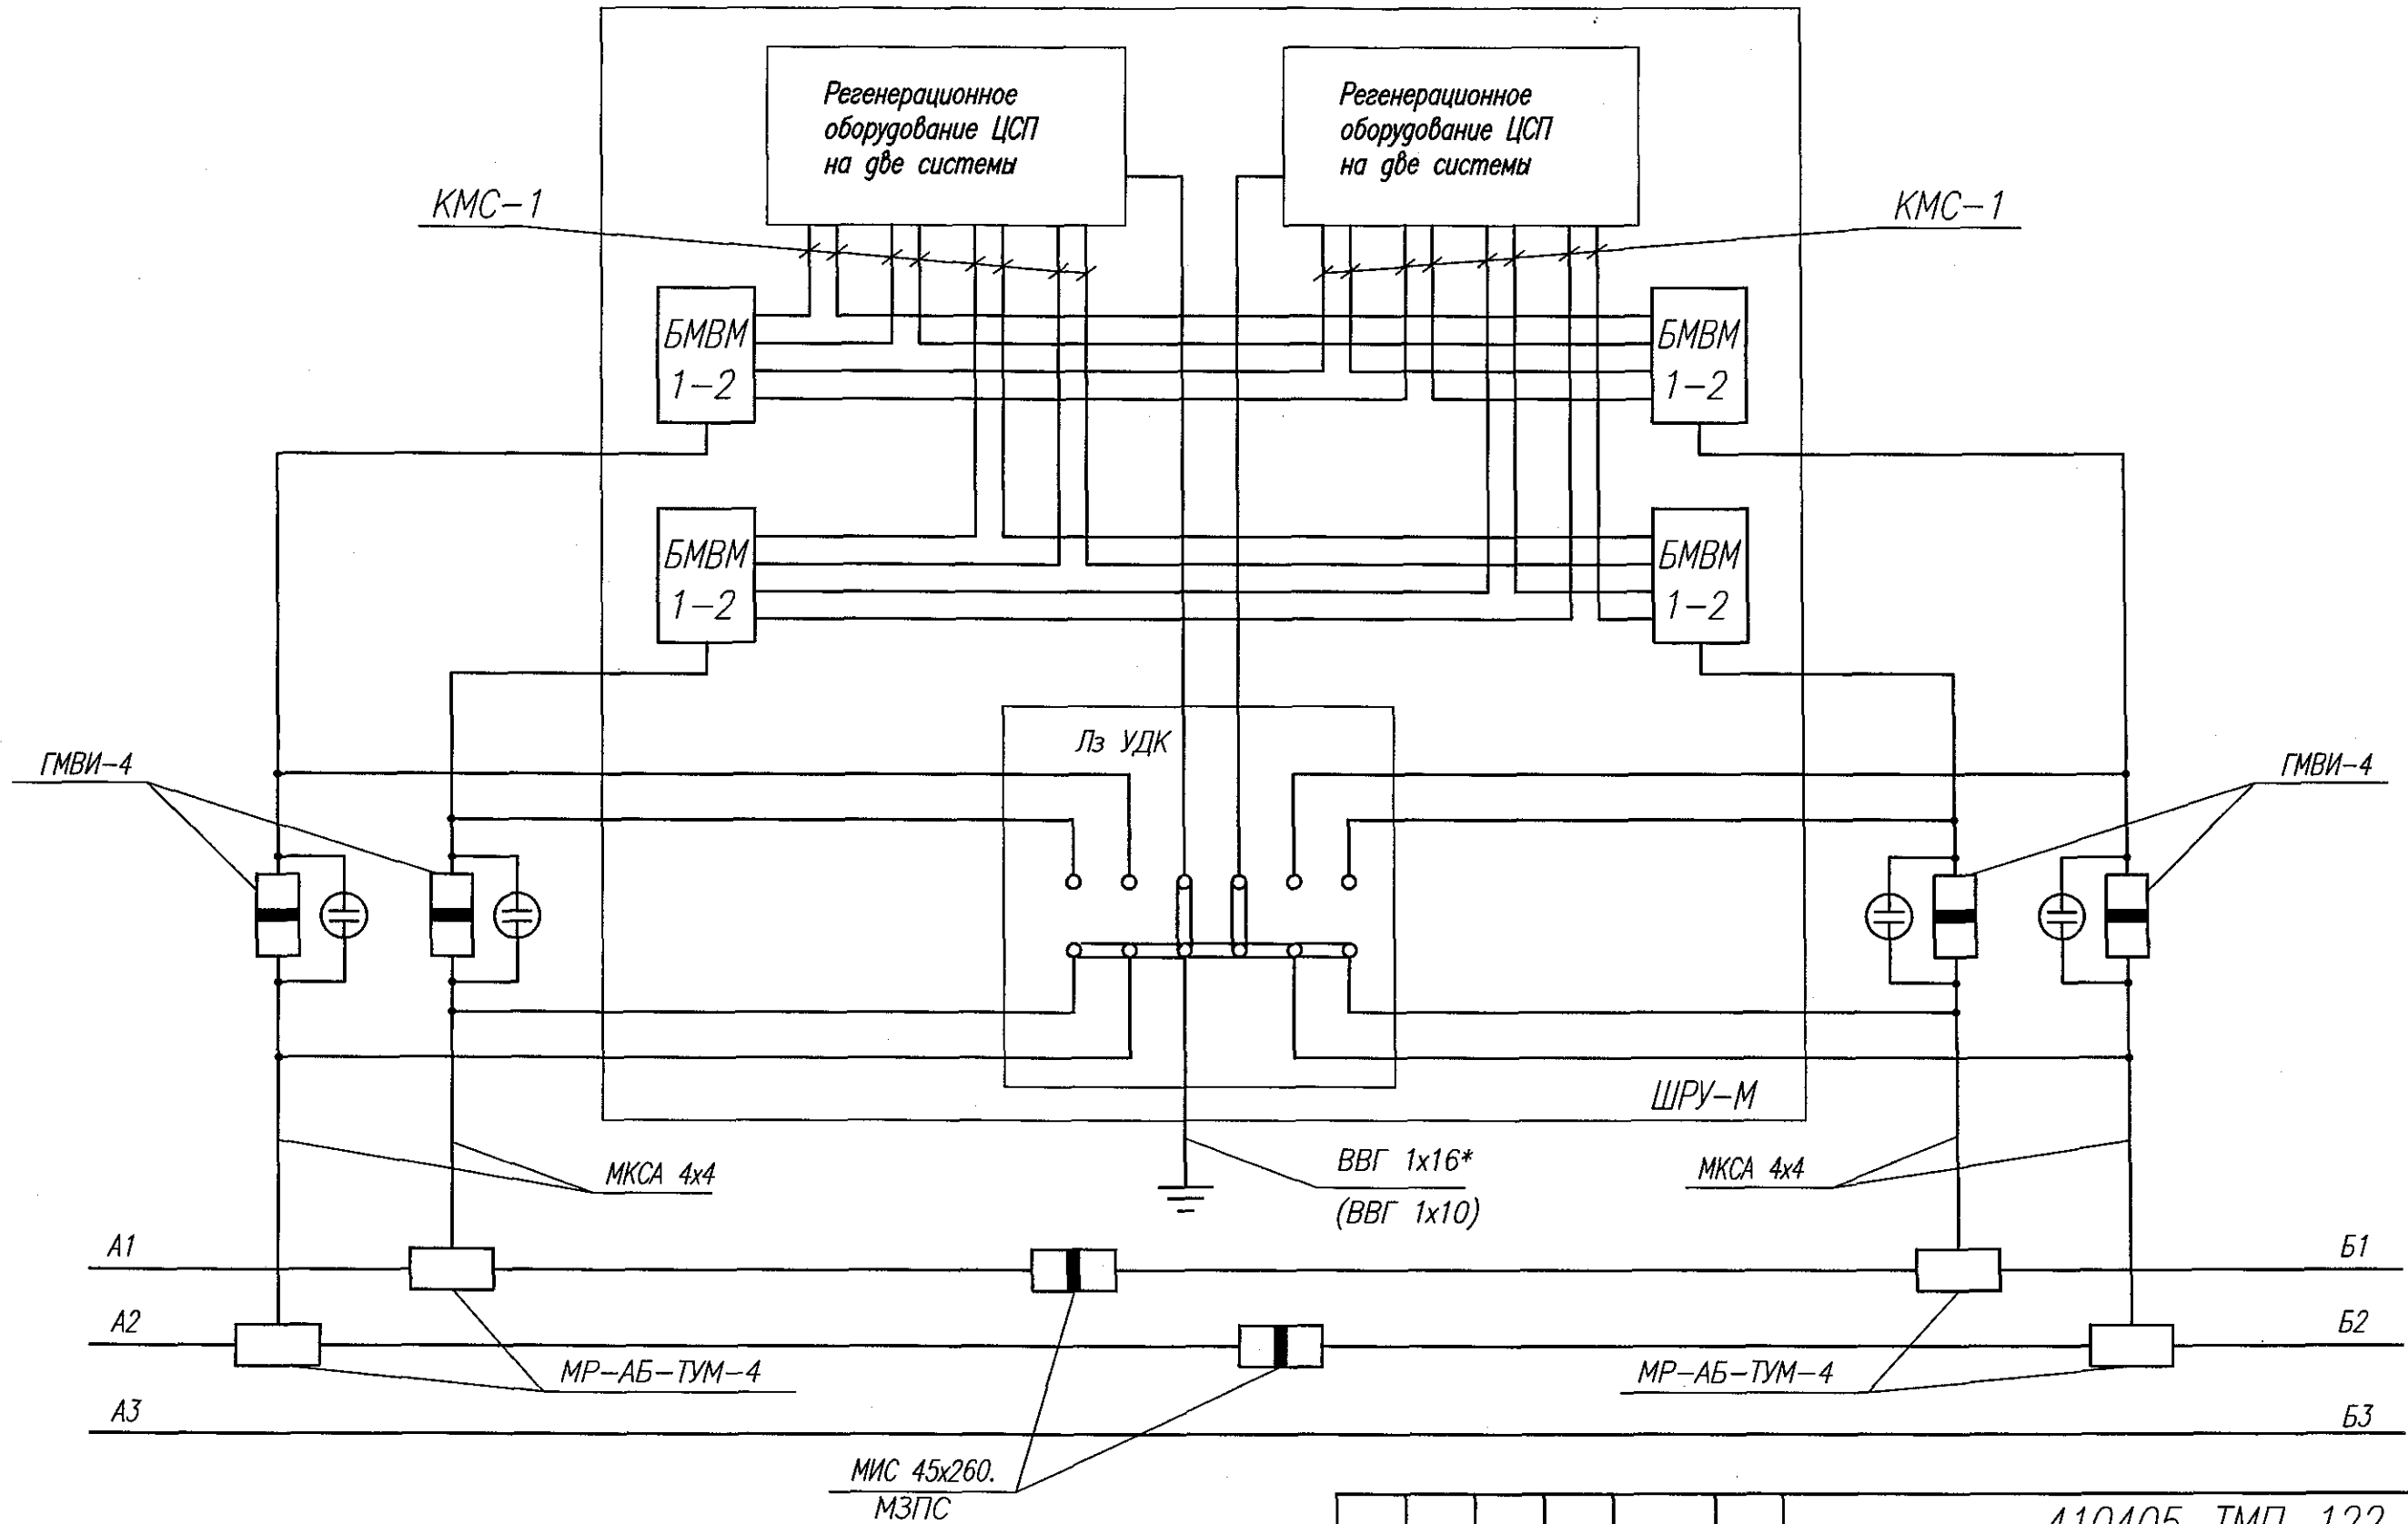 Регенерационное
оборудование ЦСП
на две системы
Регенерационное
оборудование ЦСП
на две системы
КМС-1
КМС-1
БМВМ
1-2
БМВМ
1-2
БМВМ
1-2
БМВМ
1-2
Лз УДК
ГМВИ-4
ГМВИ-4
ШРУ-М
МКСА 4х4
ВВГ 1х16*
(ВВГ 1х10)
МКСА 4х4
А1
Б1
А2
Б2
МР-АБ-ТУМ-4
МР-АБ-ТУМ-4
А3
Б3
МИС 45х260.
МЗПС
410405 ТМП 122